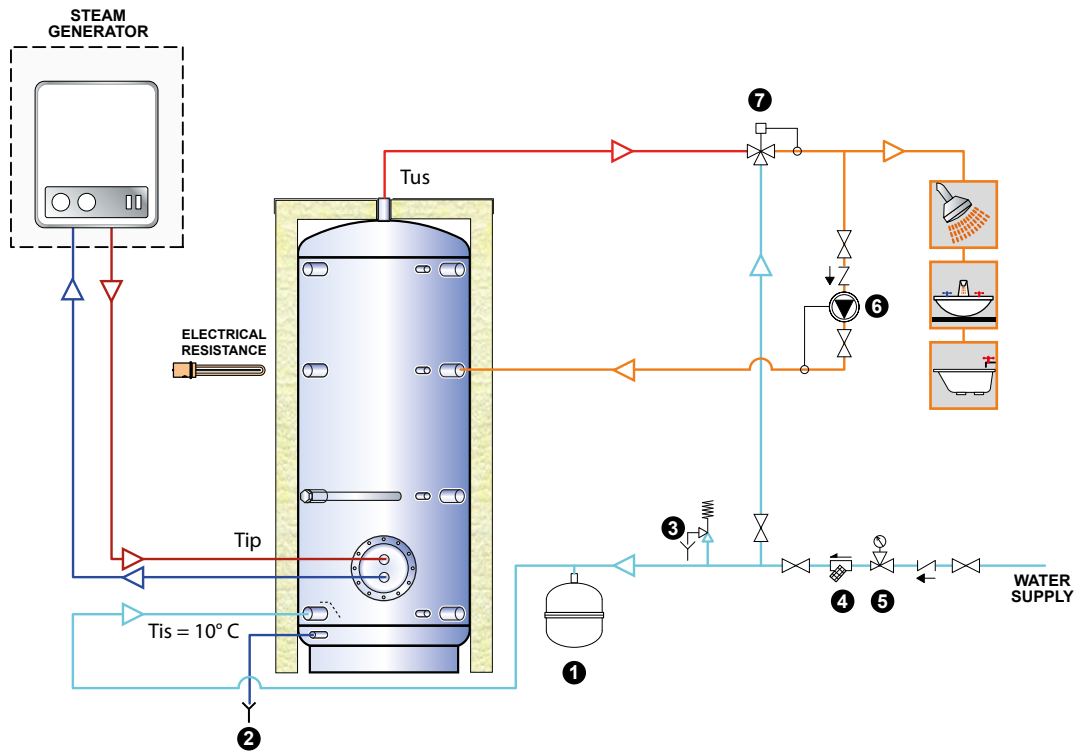 STEAM
GENERATOR
7
Tus
6
ELECTRICAL
RESISTANCE
3
Tip
4
5
WATER
SUPPLY
Tis = 10° C
1
2